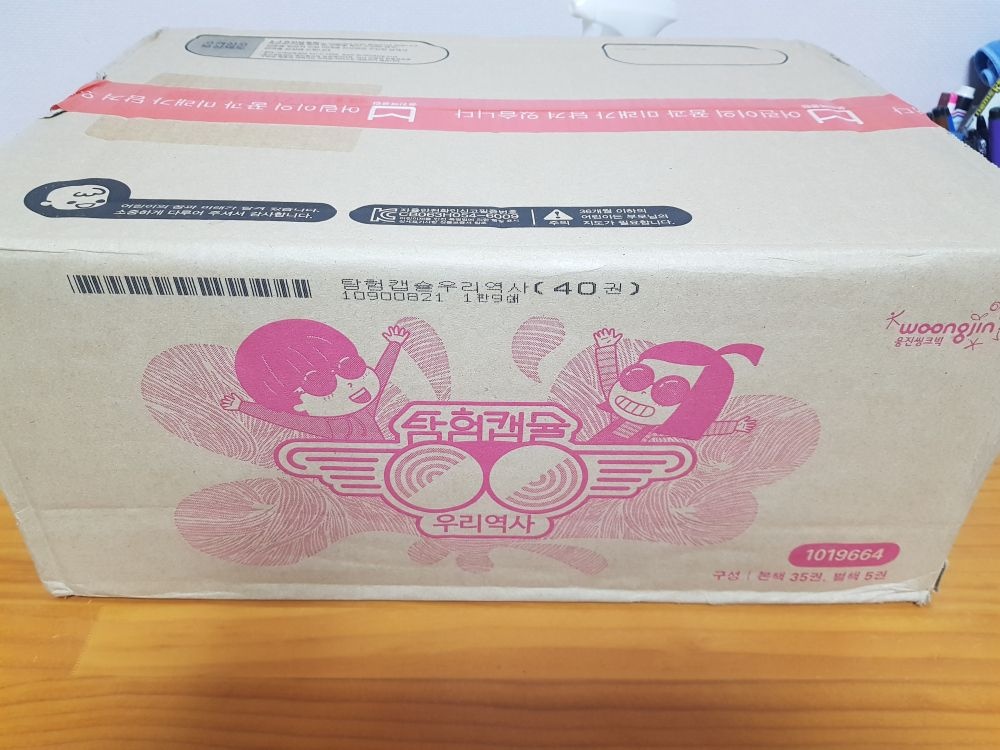 어린이의 꿈과 미래가 담겨 있습니다
어린이의 꿈과 미래가 담겨 있습니다.
소중하게 다루어 주셔서 감사합니다.
CB063H054-6009
주의
36개월 이하의
어린이는 부모님의
지도가 필요합니다.
탐험캡슐우리역사(40권)
10900821 1판9쇄
woongjin
웅진씽크빅
탐험캡슐
우리역사
1019664
구성 | 본책 35권, 별책 5권